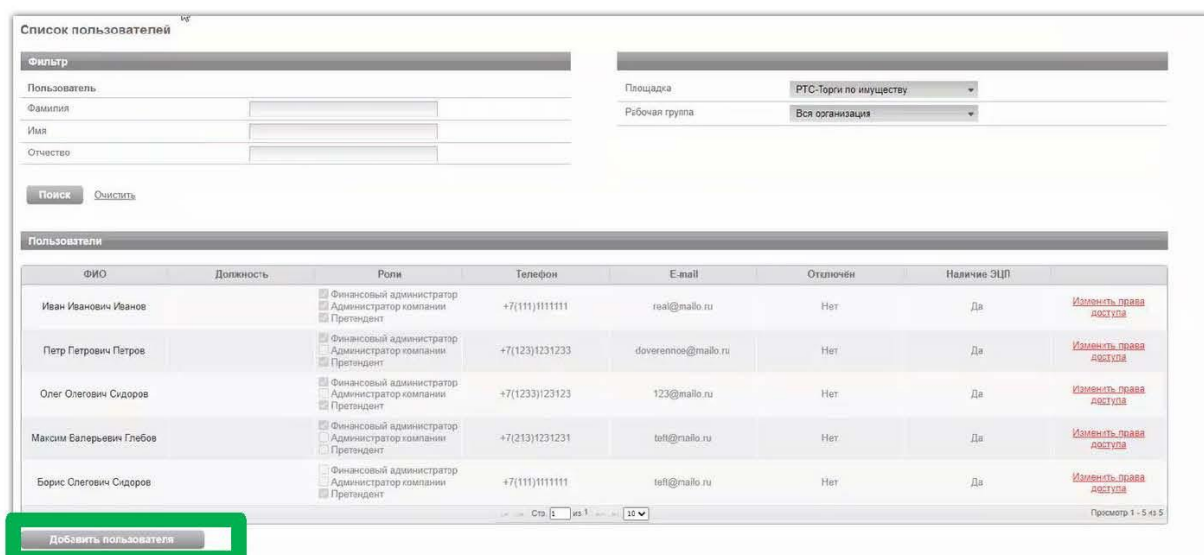 Список пользователей
Фильтр
Пользователь
Фамилия
Имя
Отчество
Площадка РТС-Торги по имуществу
Рабочая группа Вся организация
Поиск Очистить
Пользователи
ФИО Должность Роли Телефон E-mail Отключён Наличие ЭЦП
Финансовый администратор
Иван Иванович Иванов Администратор компании +7(111)1111111 real@mailo.ru Нет Да Изменить права доступа
Претендент
Финансовый администратор
Петр Петрович Петров Администратор компании +7(123)1231233 doverennoe@mailo.ru Нет Да Изменить права доступа
Претендент
Финансовый администратор
Олег Олегович Сидоров Администратор компании +7(1233)123123 123@mailo.ru Нет Да Изменить права доступа
Претендент
Финансовый администратор
Максим Валерьевич Глебов Администратор компании +7(213)1231231 Нет Да Изменить права доступа
Претендент
Финансовый администратор
Борис Олегович Сидоров Администратор компании +7(111)1111111 Нет Да Изменить права доступа
Претендент
Стр. 1 из 1 10 Просмотр 1 - 5 из 5
Добавить пользователя